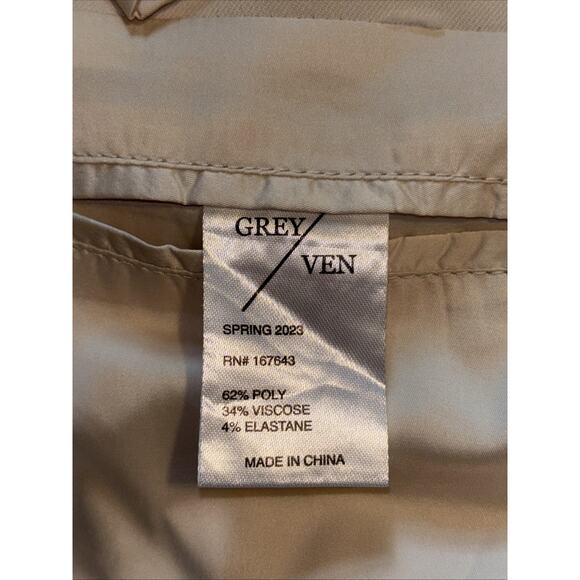 GREY/
VEN
SPRING 2023
RN# 167643
62% POLY
34% VISCOSE
4% ELASTANE
MADE IN CHINA